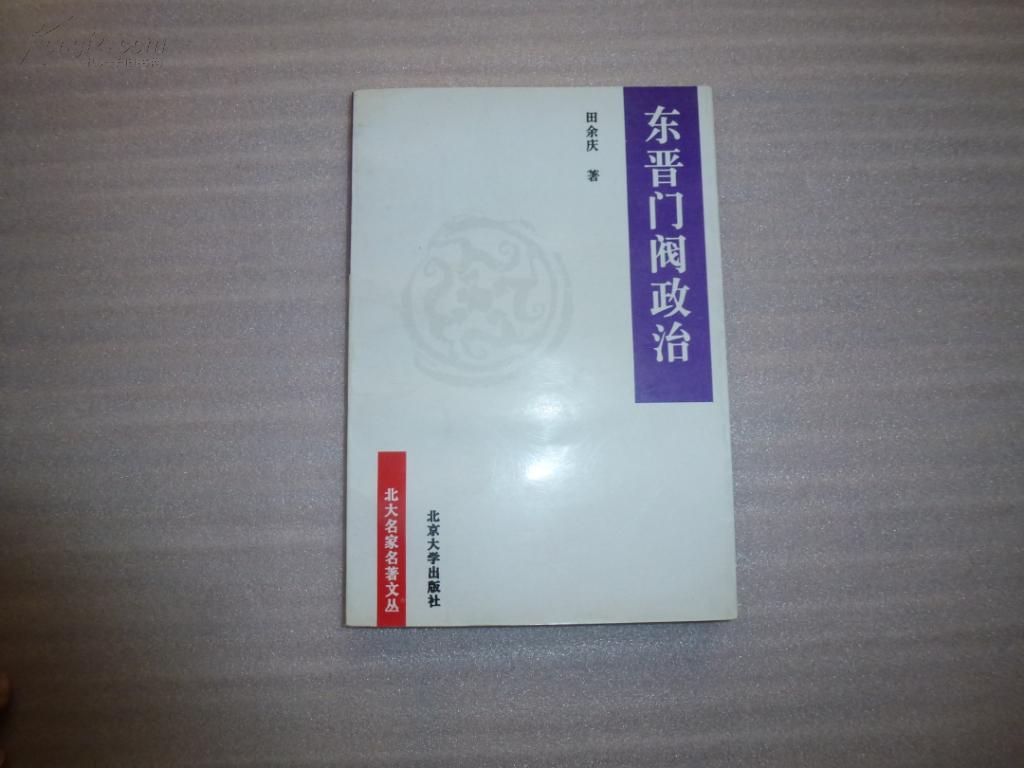 东晋门阀政治
田余庆 著
北京大学出版社
北大名家名著文丛